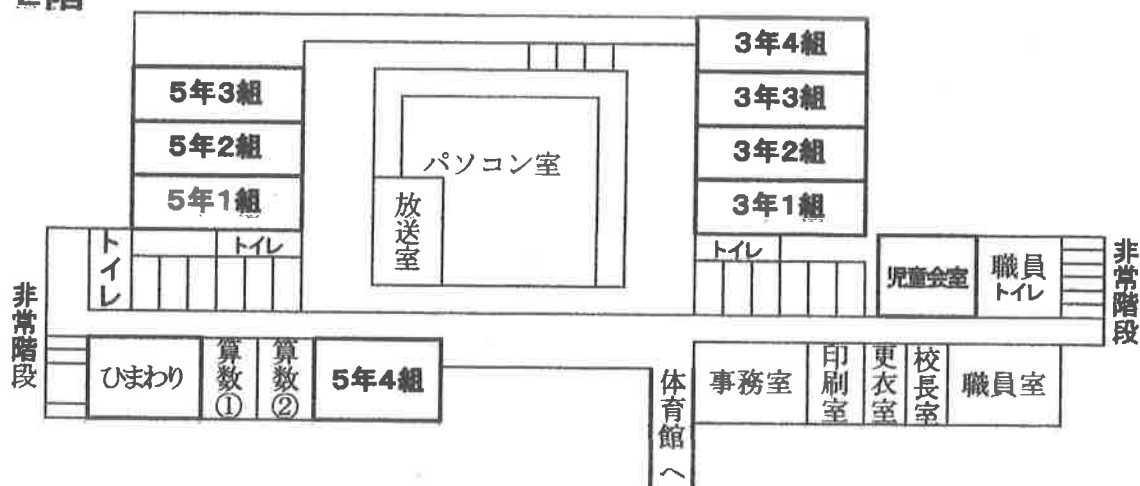 3年4組
5年3組
3年3組
5年2組
パソコン室
3年2組
5年1組
放送室
3年1組
トイレ
トイレ
トイレ
児童会室
職員
トイレ
非常階段
非常階段
ひまわり
算数①
算数②
5年4組
体育館へ
事務室
印刷室
更衣室
校長室
職員室